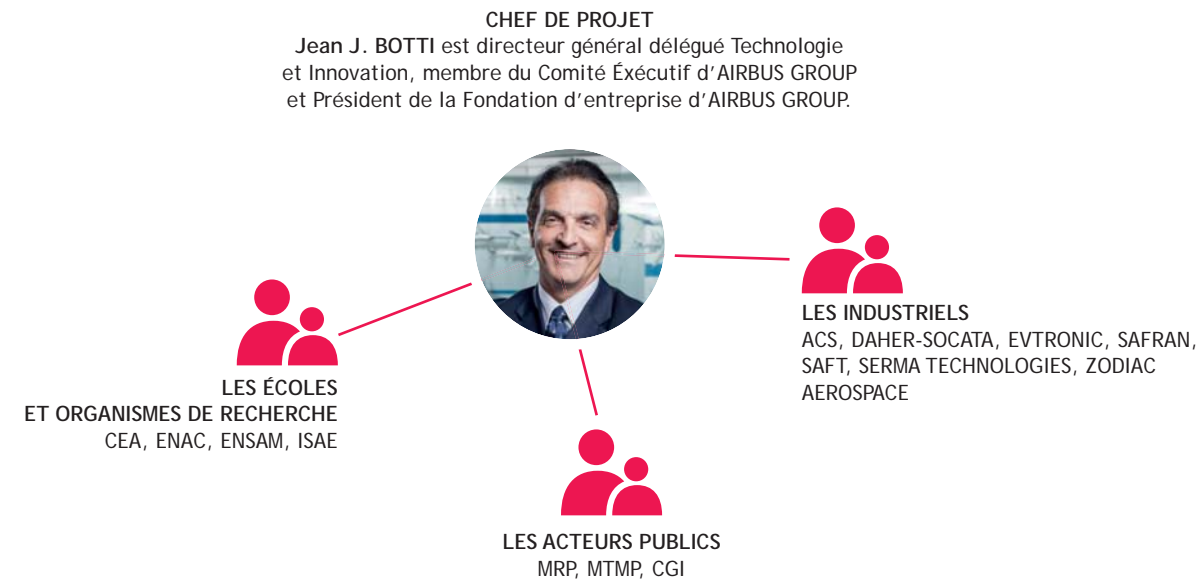 CHEF DE PROJET
Jean J. BOTTI est directeur général délégué Technologie
et Innovation, membre du Comité Éxécutif d'AIRBUS GROUP
et Président de la Fondation d'entreprise d'AIRBUS GROUP.
LES INDUSTRIELS
ACS, DAHER-SOCATA, EVTRONIC, SAFRAN,
SAFT, SERMA TECHNOLOGIES, ZODIAC
AEROSPACE
LES ÉCOLES
ET ORGANISMES DE RECHERCHE
CEA, ENAC, ENSAM, ISAE
LES ACTEURS PUBLICS
MRP, MTMP, CGI